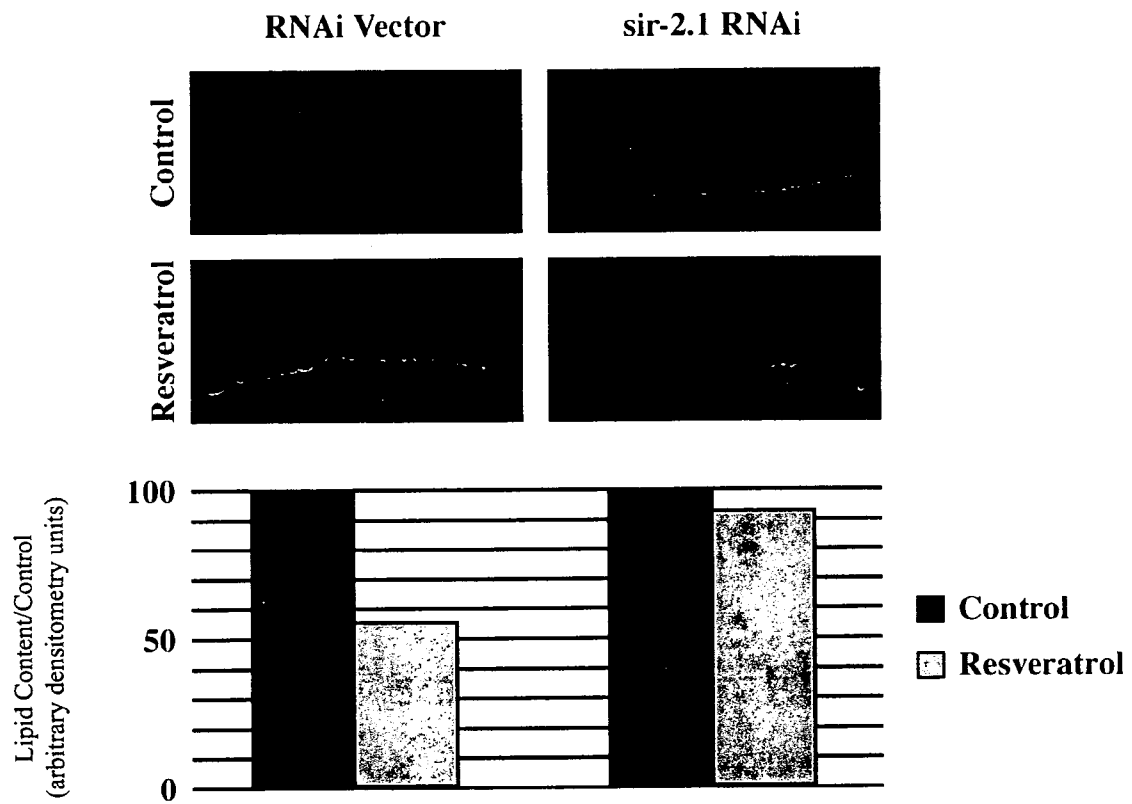 RNAi Vector
sir-2.1 RNAi
Control
Resveratrol
Lipid Content/Control
(arbitrary densitometry units)
100
50
0
Control
Resveratrol